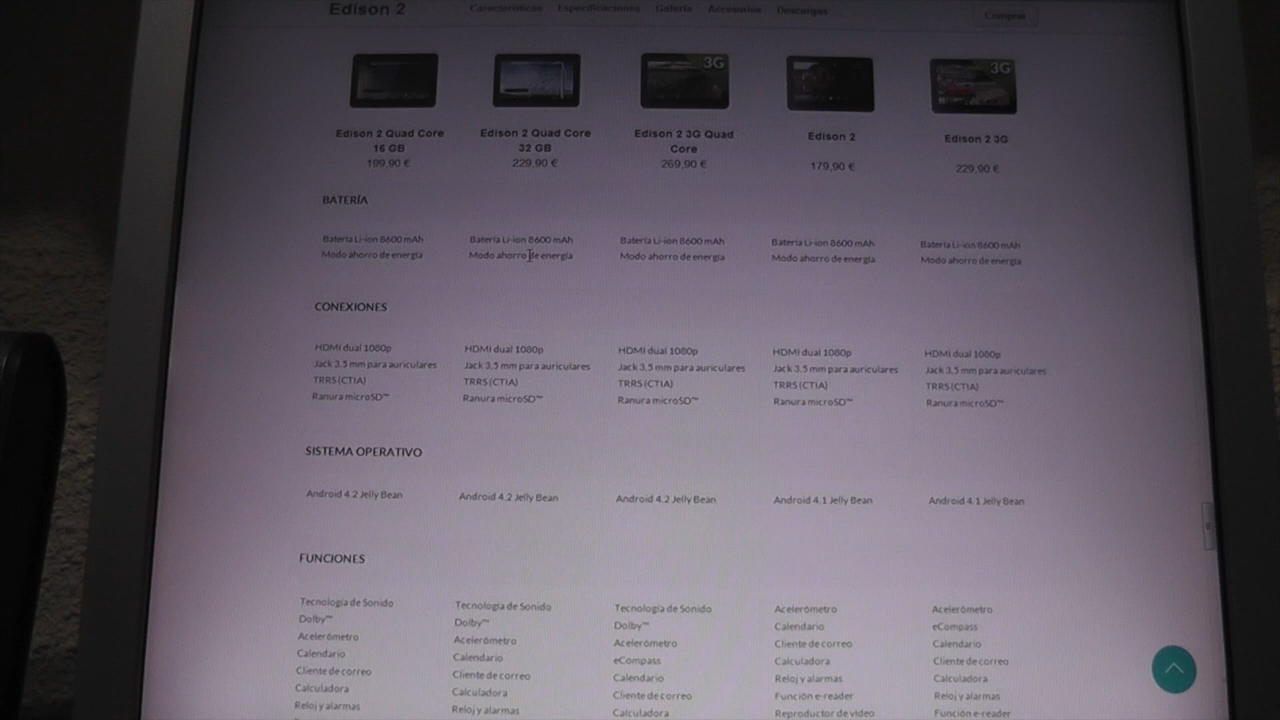 Edison 2 Características Especificaciones Galería Accesorios Descargas Comprar
3G 3G
Edison 2 Quad Core Edison 2 Quad Core Edison 2 3G Quad Edison 2 Edison 2 3G
16 GB 32 GB Core
199,90 € 229,90 € 269,90 € 179,90 € 229,90 €
BATERÍA
Batería Li-ion 8600 mAh Batería Li-ion 8600 mAh Batería Li-ion 8600 mAh Batería Li-ion 8600 mAh Batería Li-ion 8600 mAh
Modo ahorro de energía Modo ahorro de energía Modo ahorro de energía Modo ahorro de energía Modo ahorro de energía
CONEXIONES
HDMI dual 1080p HDMI dual 1080p HDMI dual 1080p HDMI dual 1080p HDMI dual 1080p
Jack 3,5 mm para auriculares Jack 3,5 mm para auriculares Jack 3,5 mm para auriculares Jack 3,5 mm para auriculares Jack 3,5 mm para auriculares
TRRS (CTIA) TRRS (CTIA) TRRS (CTIA) TRRS (CTIA) TRRS (CTIA)
Ranura microSD™ Ranura microSD™ Ranura microSD™ Ranura microSD™ Ranura microSD™
SISTEMA OPERATIVO
Android 4.2 Jelly Bean Android 4.2 Jelly Bean Android 4.2 Jelly Bean Android 4.1 Jelly Bean Android 4.1 Jelly Bean
FUNCIONES
Tecnología de Sonido Tecnología de Sonido Tecnología de Sonido Acelerómetro Acelerómetro
Dolby™ Dolby™ Dolby™ Calendario eCompass
Acelerómetro Acelerómetro Acelerómetro Cliente de correo Calendario
Calendario Calendario eCompass Calculadora Cliente de correo
Cliente de correo Cliente de correo Calendario Reloj y alarmas Calculadora
Calculadora Calculadora Cliente de correo Función e-reader Reloj y alarmas
Reloj y alarmas Reloj y alarmas Calculadora Reproductor de vídeo Función e-reader